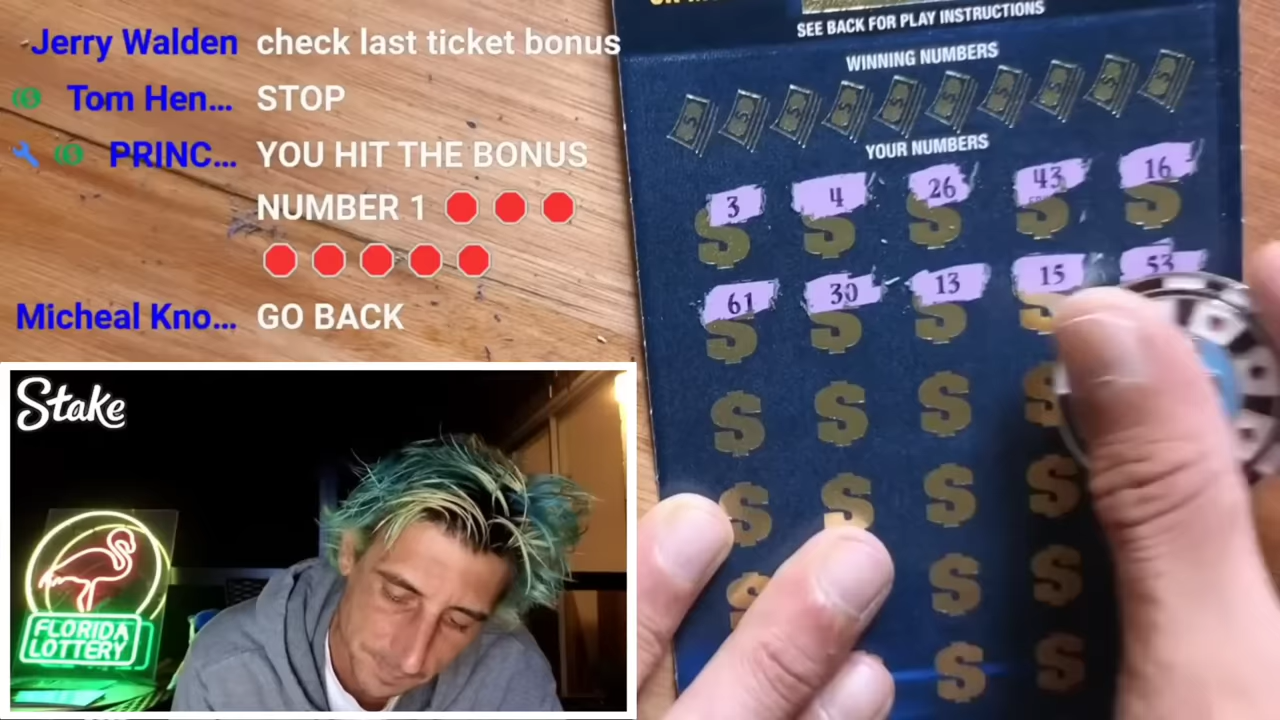 Jerry Walden check last ticket bonus
Tom Hen... STOP
PRINC... YOU HIT THE BONUS
NUMBER 1
Micheal Kno... GO BACK
Stake
FLORIDA
LOTTERY
SEE BACK FOR PLAY INSTRUCTIONS
WINNING NUMBERS
YOUR NUMBERS
3 4 26 43 16
61 30 13 15 53